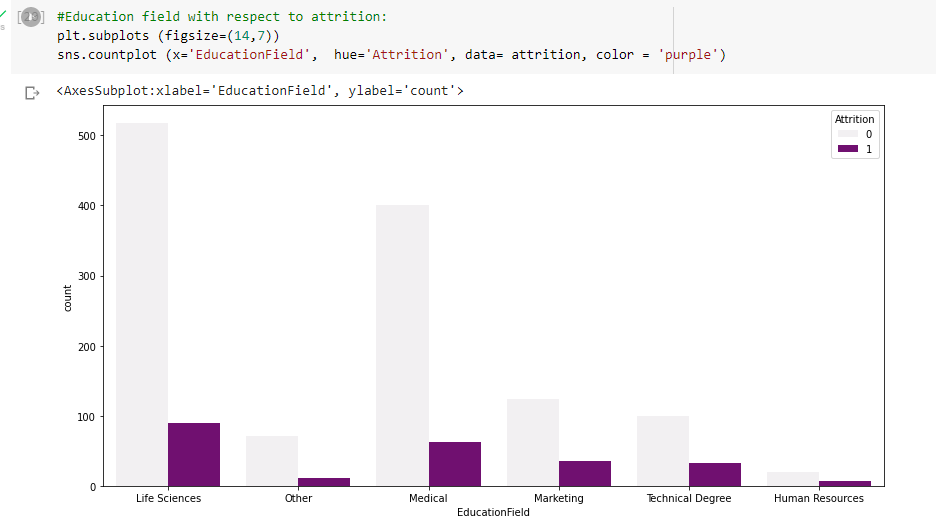 #Education field with respect to attrition:
plt.subplots (figsize=(14,7))
sns.countplot (x='EducationField',  hue='Attrition', data= attrition, color = 'purple')
<AxesSubplot:xlabel='EducationField', ylabel='count'>
Attrition
0
1
500
400
300
200
100
0
count
Life Sciences
Other
Medical
Marketing
Technical Degree
Human Resources
EducationField